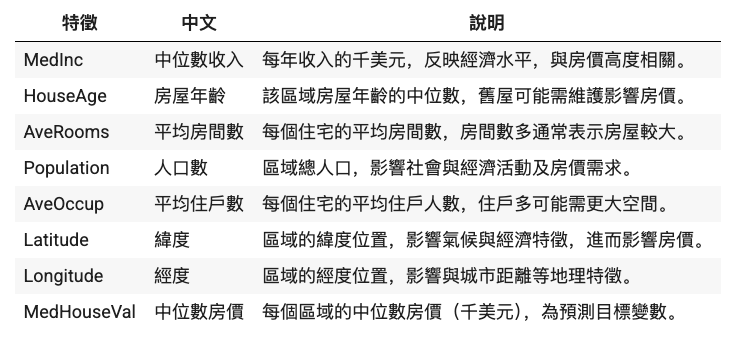 特徵 中文 說明
MedInc 中位數收入 每年收入的千美元，反映經濟水平，與房價高度相關。
HouseAge 房屋年齡 該區域房屋年齡的中位數，舊屋可能需維護影響房價。
AveRooms 平均房間數 每個住宅的平均房間數，房間數多通常表示房屋較大。
Population 人口數 區域總人口，影響社會與經濟活動及房價需求。
AveOccup 平均住戶數 每個住宅的平均住戶人數，住戶多可能需更大空間。
Latitude 緯度 區域的緯度位置，影響氣候與經濟特徵，進而影響房價。
Longitude 經度 區域的經度位置，影響與城市距離等地理特徵。
MedHouseVal 中位數房價 每個區域的中位數房價（千美元），為預測目標變數。